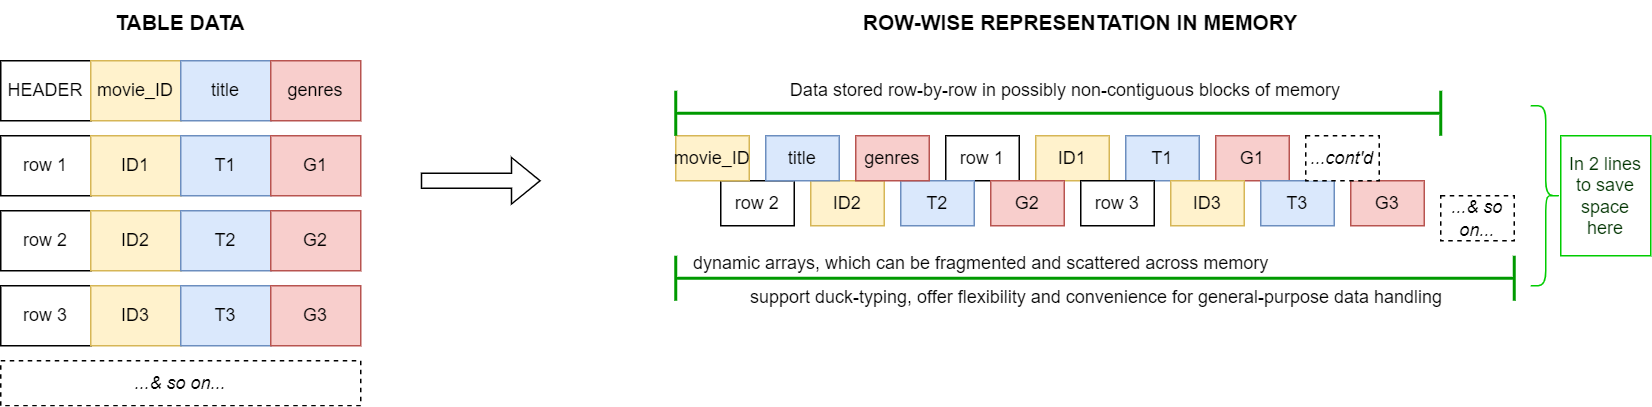 TABLE DATA
HEADER movie_ID title genres
row 1 ID1 T1 G1
row 2 ID2 T2 G2
row 3 ID3 T3 G3
...& so on...
ROW-WISE REPRESENTATION IN MEMORY
Data stored row-by-row in possibly non-contiguous blocks of memory
movie_ID title genres row 1 ID1 T1 G1 ...cont'd
row 2 ID2 T2 G2 row 3 ID3 T3 G3 ...& so
on...
dynamic arrays, which can be fragmented and scattered across memory
support duck-typing, offer flexibility and convenience for general-purpose data handling
In 2 lines
to save
space
here